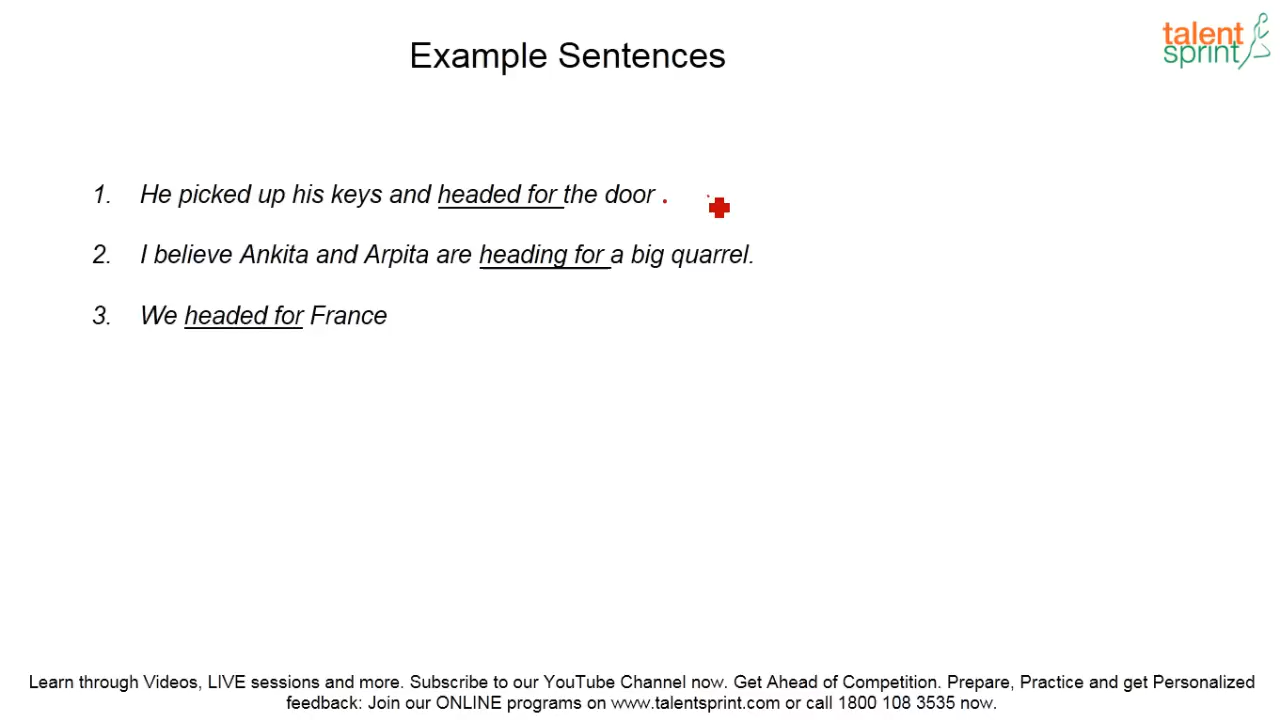 Example Sentences
talent
sprint
1. He picked up his keys and headed for the door .
2. I believe Ankita and Arpita are heading for a big quarrel.
3. We headed for France
Learn through Videos, LIVE sessions and more. Subscribe to our YouTube Channel now. Get Ahead of Competition. Prepare, Practice and get Personalized
feedback: Join our ONLINE programs on www.talentsprint.com or call 1800 108 3535 now.